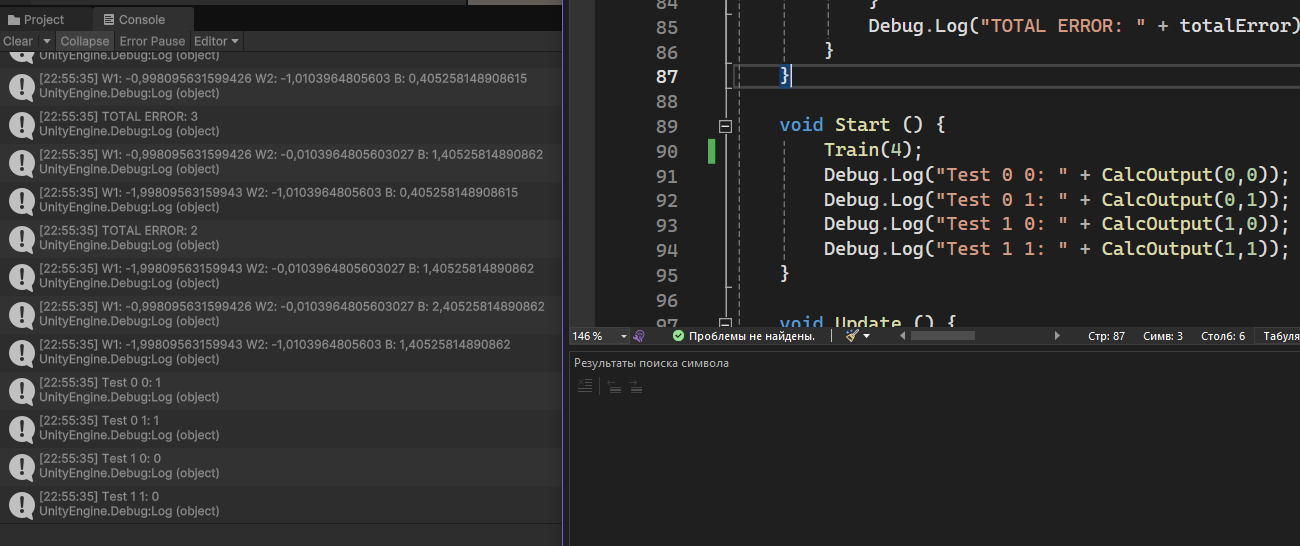 Project
Console
Clear
Collapse
Error Pause
Editor
UnityEngine.Debug:Log (object)
[22:55:35] W1: -0,998095631599426 W2: -1,0103964805603 B: 0,405258148908615
UnityEngine.Debug:Log (object)
[22:55:35] TOTAL ERROR: 3
UnityEngine.Debug:Log (object)
[22:55:35] W1: -0,998095631599426 W2: -0,0103964805603027 B: 1,40525814890862
UnityEngine.Debug:Log (object)
[22:55:35] W1: -1,99809563159943 W2: -1,0103964805603 B: 0,405258148908615
UnityEngine.Debug:Log (object)
[22:55:35] TOTAL ERROR: 2
UnityEngine.Debug:Log (object)
[22:55:35] W1: -1,99809563159943 W2: -0,0103964805603027 B: 1,40525814890862
UnityEngine.Debug:Log (object)
[22:55:35] W1: -0,998095631599426 W2: -0,0103964805603027 B: 2,40525814890862
UnityEngine.Debug:Log (object)
[22:55:35] W1: -1,99809563159943 W2: -1,0103964805603 B: 1,40525814890862
UnityEngine.Debug:Log (object)
[22:55:35] Test 0 0: 1
UnityEngine.Debug:Log (object)
[22:55:35] Test 0 1: 1
UnityEngine.Debug:Log (object)
[22:55:35] Test 1 0: 0
UnityEngine.Debug:Log (object)
[22:55:35] Test 1 1: 0
UnityEngine.Debug:Log (object)
84 }
85 Debug.Log("TOTAL ERROR: " + totalError)
86 }
87 }
88
89 void Start () {
90 Train(4);
91 Debug.Log("Test 0 0: " + CalcOutput(0,0));
92 Debug.Log("Test 0 1: " + CalcOutput(0,1));
93 Debug.Log("Test 1 0: " + CalcOutput(1,0));
94 Debug.Log("Test 1 1: " + CalcOutput(1,1));
95 }
96
97 void Update () {
146 % Проблемы не найдены. Стр: 87 Симв: 3 Столб: 6 Табуля
Результаты поиска символа